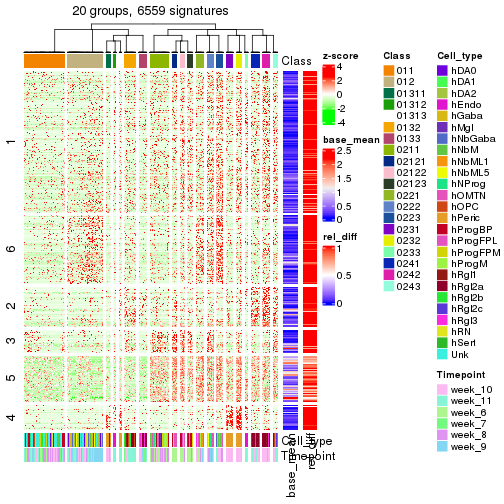 20 groups, 6559 signatures
Class
1
6
2
3
5
4
Cell_type
Timepoint
base_mean
rel_diff
z-score
4
2
0
-2
-4
base_mean
2.5
2
1.5
1
0.5
0
rel_diff
1
0.5
0
Class
011
012
01311
01312
01313
0132
0133
0211
02121
02122
02123
0221
0222
0223
0231
0232
0233
0241
0242
0243
Cell_type
hDA0
hDA1
hDA2
hEndo
hGaba
hMgl
hNbGaba
hNbM
hNbML1
hNbML5
hNProg
hOMTN
hOPC
hPeric
hProgBP
hProgFPL
hProgFPM
hProgM
hRgl1
hRgl2a
hRgl2b
hRgl2c
hRgl3
hRN
hSert
Unk
Timepoint
week_10
week_11
week_6
week_7
week_8
week_9